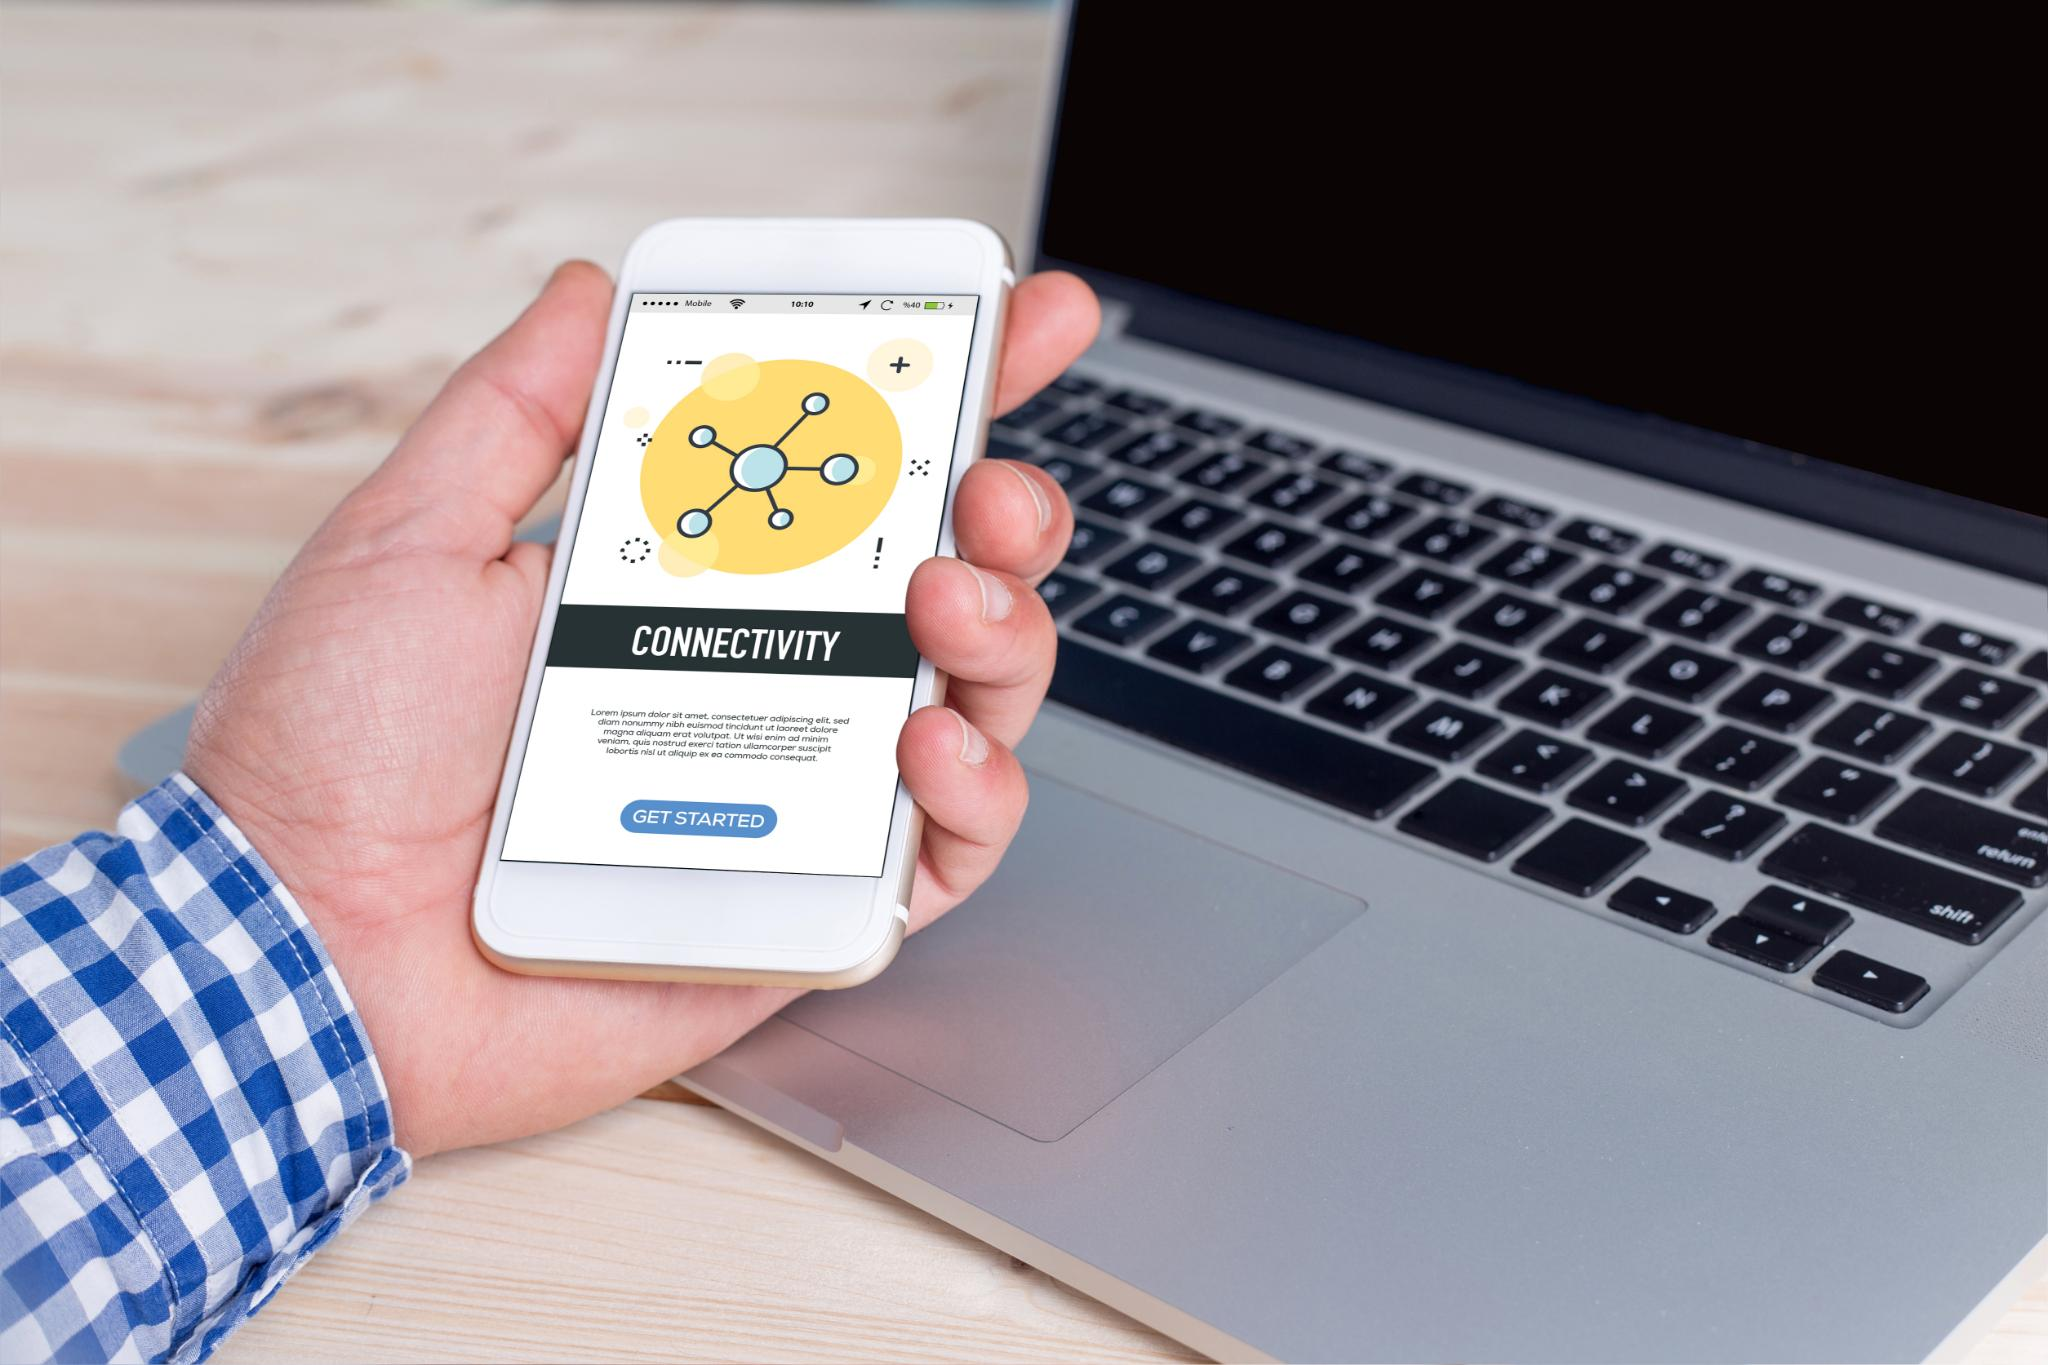 Mobile 10:10 %40
CONNECTIVITY
Lorem ipsum dolor sit amet, consectetuer adipiscing elit, sed
diam nonummy nibh euismod tincidunt ut laoreet dolore
magna aliquam erat volutpat. Ut wisi enim ad minim
veniam, quis nostrud exerci tation ullamcorper suscipit
lobortis nisl ut aliquip ex ea commodo consequat.
GET STARTED
W E R T Y U I O P
D F G H J K L
C V B N M
return
shift